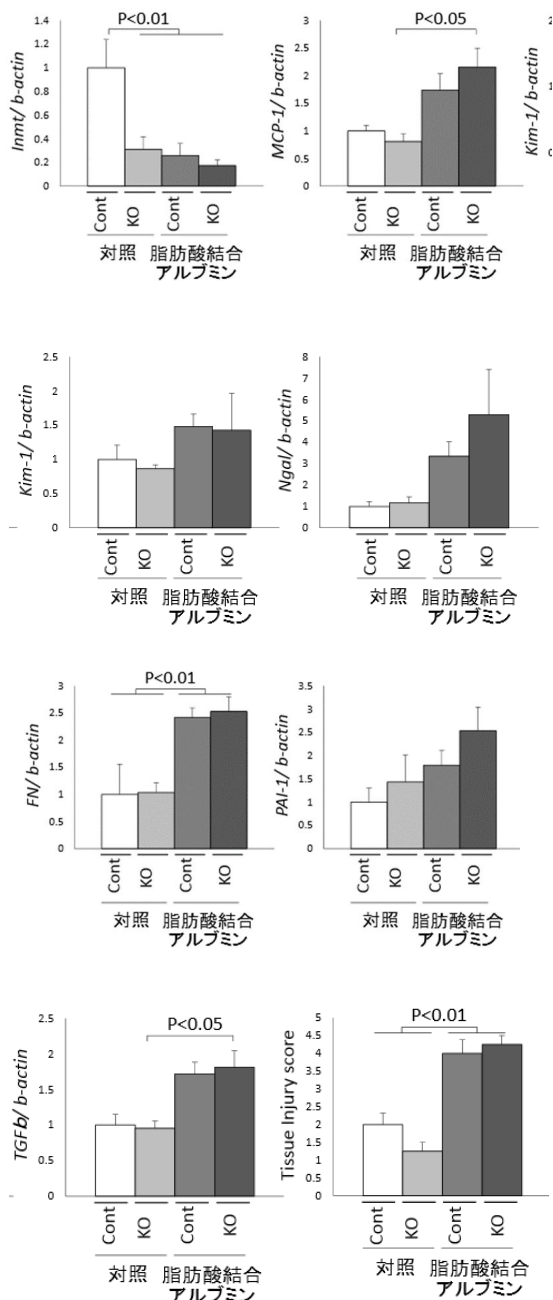 P<0.01
Inmt/ b-actin
1.4
1.2
1
0.8
0.6
0.4
0.2
0
Cont
KO
Cont
KO
対照
脂肪酸結合
アルブミン
P<0.05
MCP-1/ b-actin
3
2.5
2
1.5
1
0.5
0
Cont
KO
Cont
KO
対照
脂肪酸結合
アルブミン
Kim-1/ b-actin
2
1
0
Kim-1/ b-actin
2.5
2
1.5
1
0.5
0
Cont
KO
Cont
KO
対照
脂肪酸結合
アルブミン
Ngal/ b-actin
8
7
6
5
4
3
2
1
0
Cont
KO
Cont
KO
対照
脂肪酸結合
アルブミン
P<0.01
FN/ b-actin
3
2.5
2
1.5
1
0.5
0
Cont
KO
Cont
KO
対照
脂肪酸結合
アルブミン
PAI-1/ b-actin
3.5
3
2.5
2
1.5
1
0.5
0
Cont
KO
Cont
KO
対照
脂肪酸結合
アルブミン
P<0.05
TGFb/ b-actin
2.5
2
1.5
1
0.5
0
Cont
KO
Cont
KO
対照
脂肪酸結合
アルブミン
P<0.01
Tissue Injury score
5
4.5
4
3.5
3
2.5
2
1.5
1
0.5
0
Cont
KO
Cont
KO
対照
脂肪酸結合
アルブミン